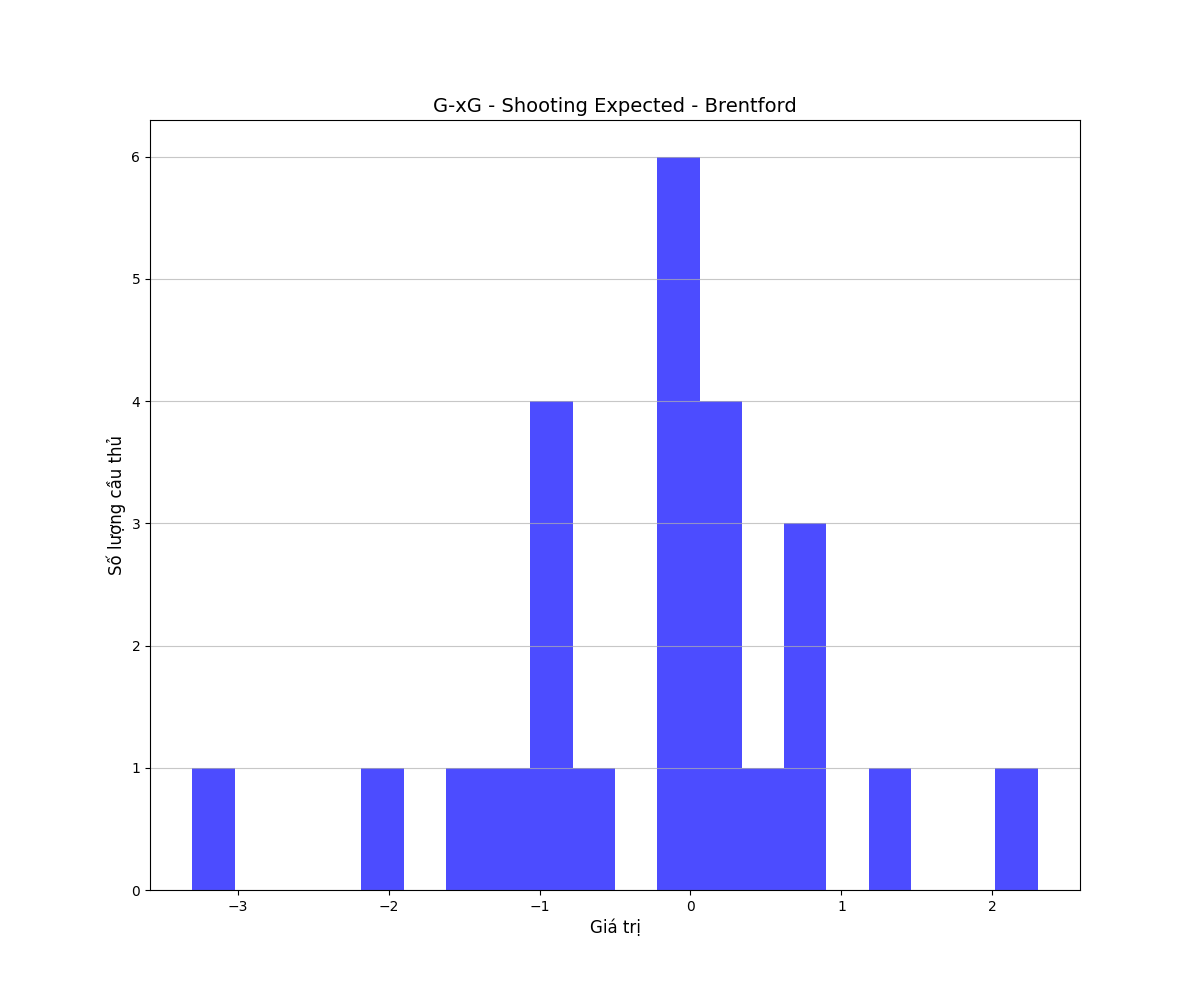 G-xG - Shooting Expected - Brentford
6
5
4
3
2
1
0
Số lượng cầu thủ
−3 −2 −1 0 1 2
Giá trị